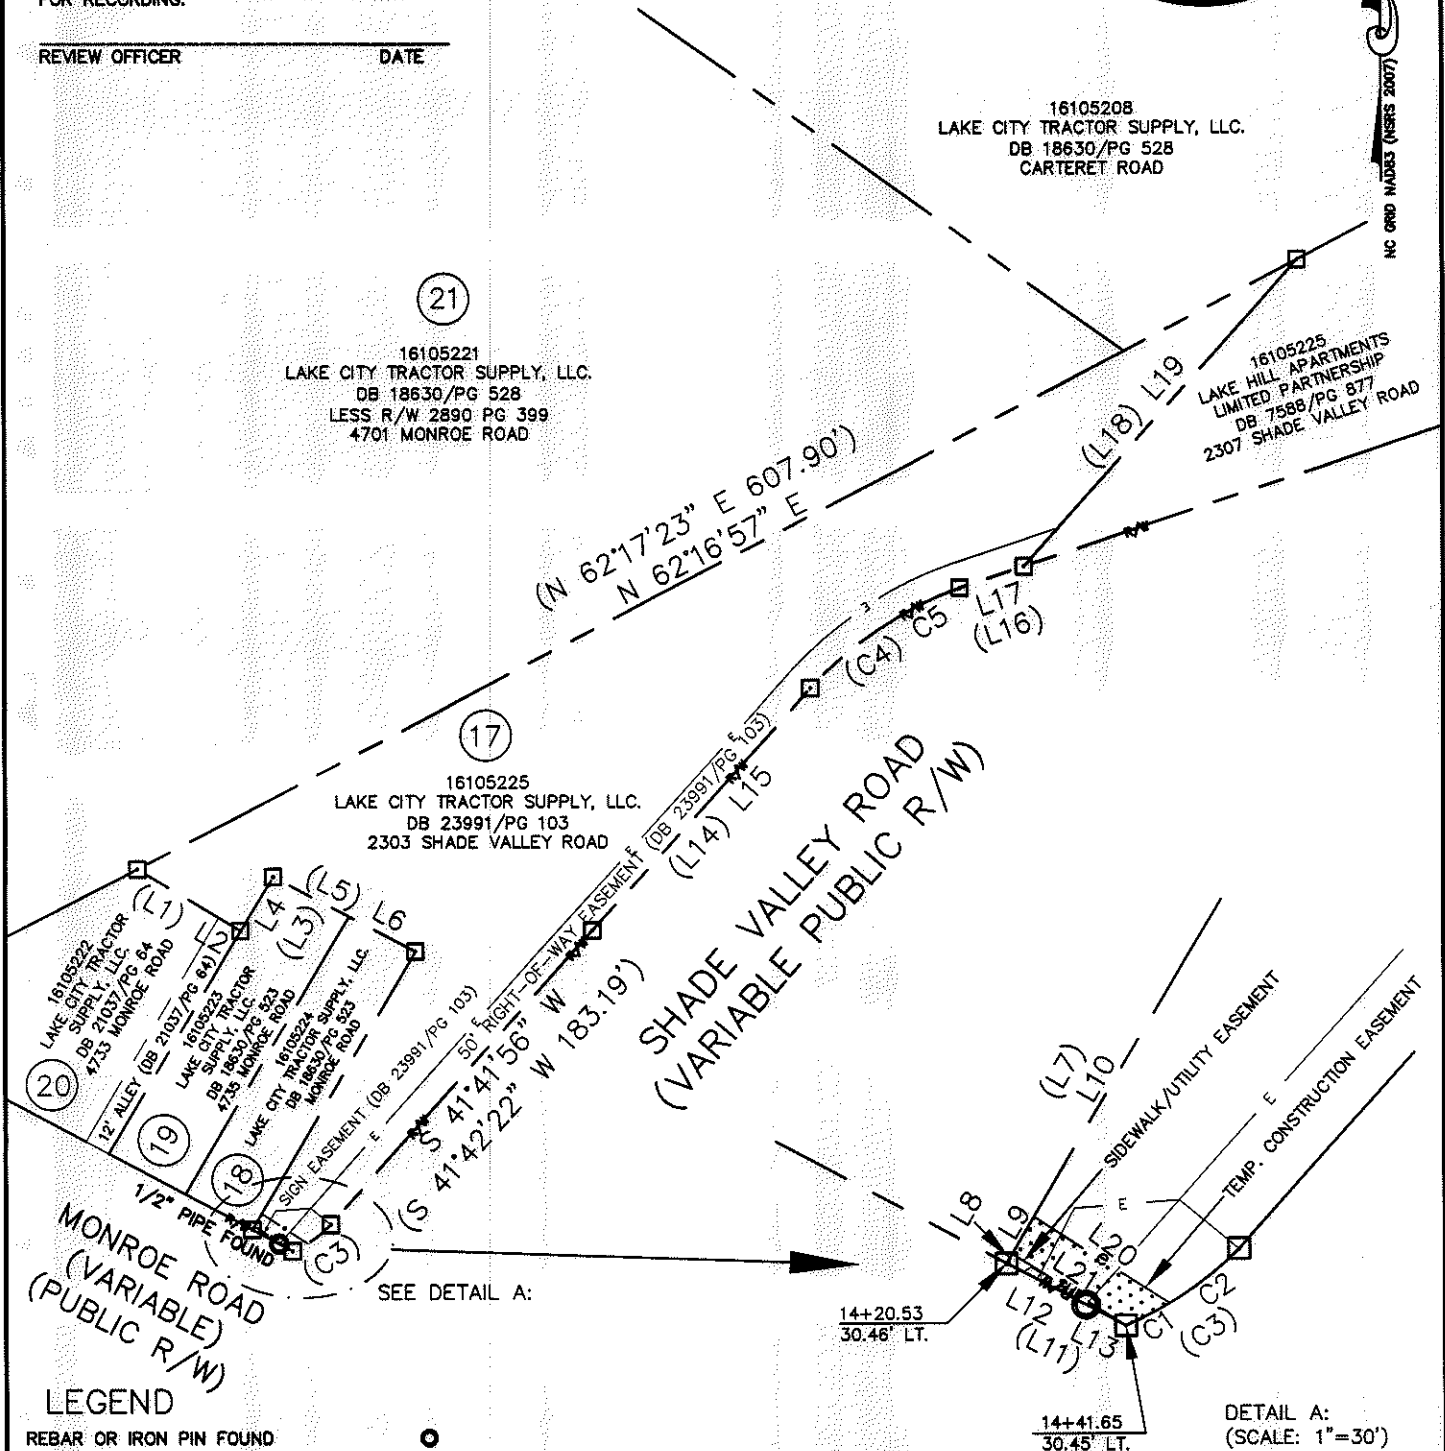 FOR RECORDING.
REVIEW OFFICER DATE
NC GRID NAD83 (NSRS 2007)
16105208
LAKE CITY TRACTOR SUPPLY, LLC.
DB 18630/PG 528
CARTERET ROAD
21
16105221
LAKE CITY TRACTOR SUPPLY, LLC.
DB 18630/PG 528
LESS R/W 2890 PG 399
4701 MONROE ROAD
16105225
LAKE HILL APARTMENTS
LIMITED PARTNERSHIP
DB 7588/PG 877
2307 SHADE VALLEY ROAD
(L18) L19
(N 62°17'23" E 607.90')
N 62°16'57" E
R/W
L17
(L16)
(C4) C5
R/W
17
16105225
LAKE CITY TRACTOR SUPPLY, LLC.
DB 23991/PG 103
2303 SHADE VALLEY ROAD
50' RIGHT-OF-WAY EASEMENT (DB 23991/PG 103)
E
E
E
R/W
(L14) L15
SHADE VALLEY ROAD
(VARIABLE PUBLIC R/W)
(L1)
L2
L4
(L3)
(L5) L6
16105222
LAKE CITY TRACTOR
SUPPLY, LLC.
DB 21037/PG 64
4733 MONROE ROAD
20
12' ALLEY (DB 21037/PG 64)
16105223
LAKE CITY TRACTOR
SUPPLY, LLC.
DB 18630/PG 523
4735 MONROE ROAD
19
16105224
LAKE CITY TRACTOR SUPPLY, LLC.
DB 18630/PG 523
MONROE ROAD
18
SIGN EASEMENT (DB 23991/PG 103)
E
R/W
S 41°41'56" W
(S 41°42'22" W 183.19')
R/W
1/2" PIPE FOUND
(C3)
MONROE ROAD
(VARIABLE)
(PUBLIC R/W)
SEE DETAIL A:
(L7)
L10
SIDEWALK/UTILITY EASEMENT
TEMP. CONSTRUCTION EASEMENT
E
E
L8
L9
L20
L21
R/W
L12
(L11)
L13
C1
C2
(C3)
14+20.53
30.46' LT.
14+41.65
30.45' LT.
DETAIL A:
(SCALE: 1"=30')
LEGEND
REBAR OR IRON PIN FOUND